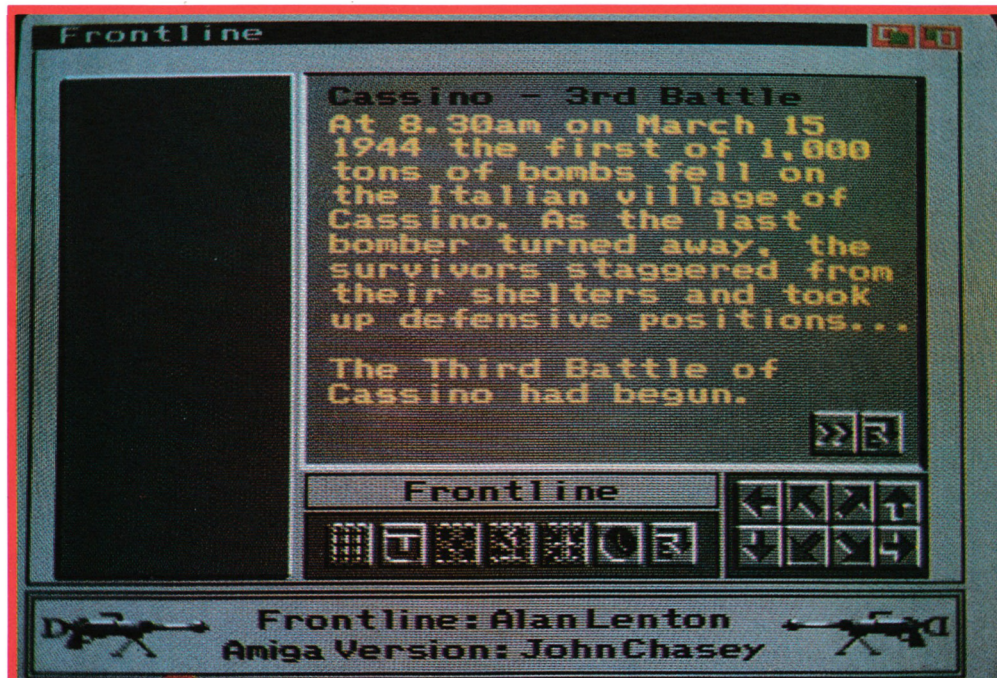 Frontline
Cassino - 3rd Battle
At 8.30am on March 15
1944 the first of 1,000
tons of bombs fell on
the Italian village of
Cassino. As the last
bomber turned away, the
survivors staggered from
their shelters and took
up defensive positions...
The Third Battle of
Cassino had begun.
Frontline
Frontline: Alan Lenton
Amiga Version: John Chasey